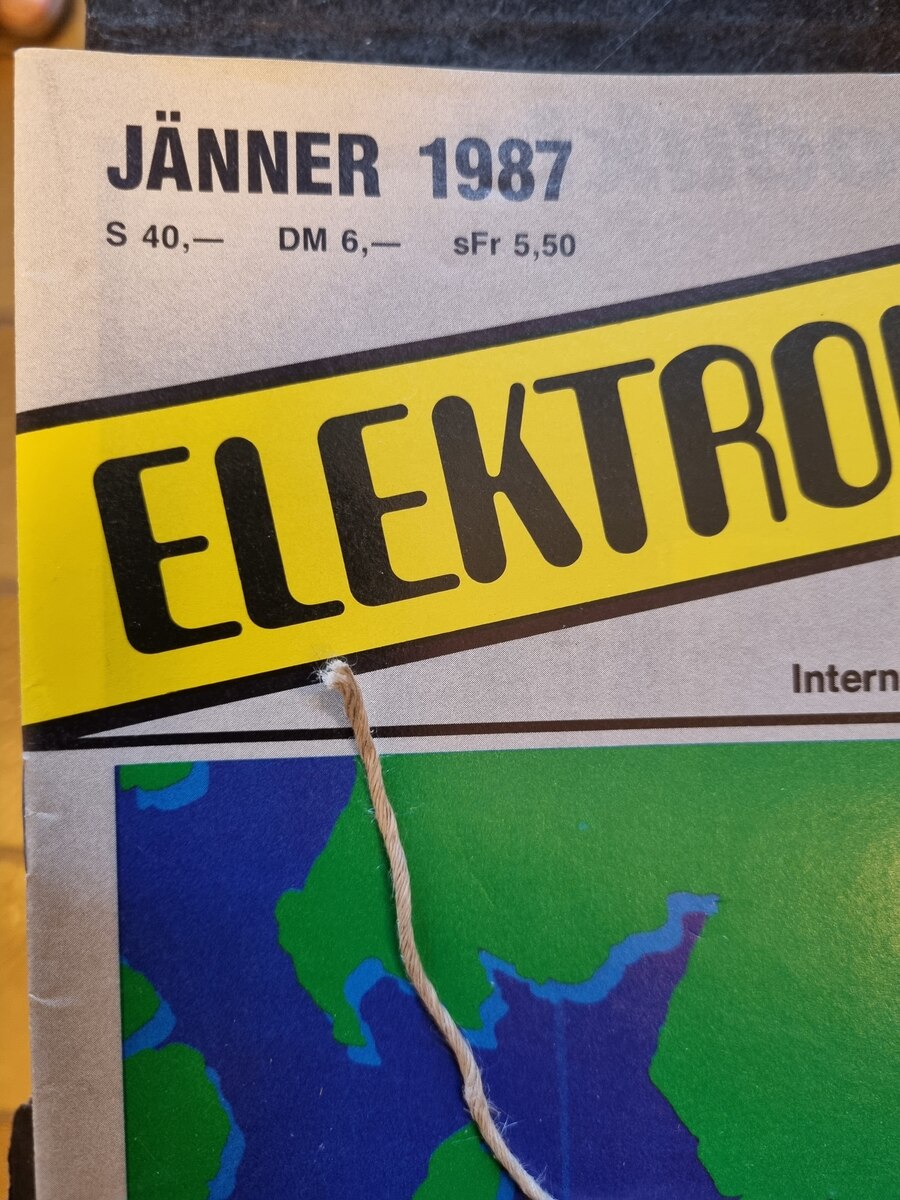 JÄNNER 1987
S 40,— DM 6,— sFr 5,50
ELEKTRO
Intern